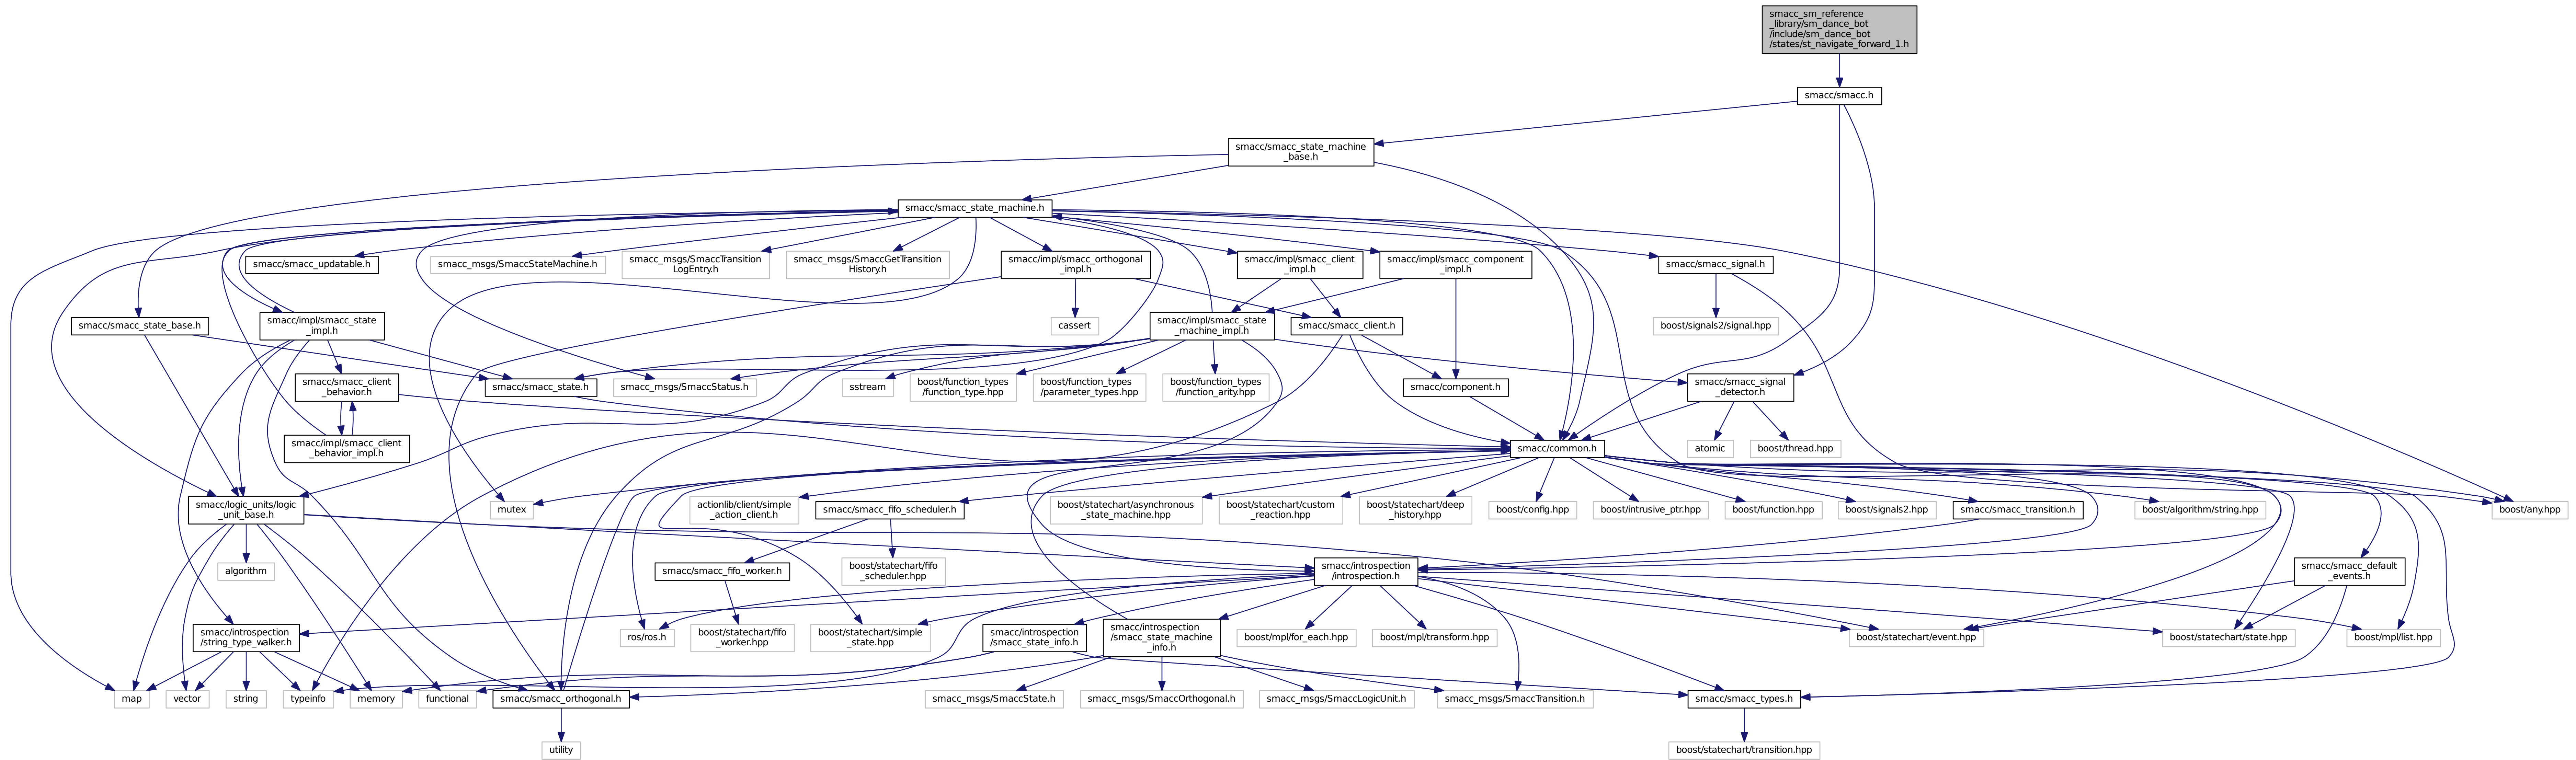 smacc_sm_reference
_library/sm_dance_bot
/include/sm_dance_bot
/states/st_navigate_forward_1.h
smacc/smacc.h
smacc/smacc_state_machine
_base.h
smacc/smacc_state_machine.h
smacc/smacc_updatable.h
smacc_msgs/SmaccStateMachine.h
smacc_msgs/SmaccTransition
LogEntry.h
smacc_msgs/SmaccGetTransition
History.h
smacc/impl/smacc_orthogonal
_impl.h
smacc/impl/smacc_client
_impl.h
smacc/impl/smacc_component
_impl.h
smacc/smacc_signal.h
smacc/smacc_state_base.h
smacc/impl/smacc_state
_impl.h
cassert
smacc/impl/smacc_state
_machine_impl.h
smacc/smacc_client.h
boost/signals2/signal.hpp
smacc/smacc_client
_behavior.h
smacc/smacc_state.h
smacc_msgs/SmaccStatus.h
sstream
boost/function_types
/function_type.hpp
boost/function_types
/parameter_types.hpp
boost/function_types
/function_arity.hpp
smacc/component.h
smacc/smacc_signal
_detector.h
smacc/impl/smacc_client
_behavior_impl.h
smacc/common.h
atomic
boost/thread.hpp
smacc/logic_units/logic
_unit_base.h
mutex
actionlib/client/simple
_action_client.h
smacc/smacc_fifo_scheduler.h
boost/statechart/asynchronous
_state_machine.hpp
boost/statechart/custom
_reaction.hpp
boost/statechart/deep
_history.hpp
boost/config.hpp
boost/intrusive_ptr.hpp
boost/function.hpp
boost/signals2.hpp
smacc/smacc_transition.h
boost/algorithm/string.hpp
boost/any.hpp
algorithm
smacc/smacc_fifo_worker.h
boost/statechart/fifo
_scheduler.hpp
smacc/introspection
/introspection.h
smacc/smacc_default
_events.h
smacc/introspection
/string_type_walker.h
ros/ros.h
boost/statechart/fifo
_worker.hpp
boost/statechart/simple
_state.hpp
smacc/introspection
/smacc_state_info.h
smacc/introspection
/smacc_state_machine
_info.h
boost/mpl/for_each.hpp
boost/mpl/transform.hpp
boost/statechart/event.hpp
boost/statechart/state.hpp
boost/mpl/list.hpp
map
vector
string
typeinfo
memory
functional
smacc/smacc_orthogonal.h
smacc_msgs/SmaccState.h
smacc_msgs/SmaccOrthogonal.h
smacc_msgs/SmaccLogicUnit.h
smacc_msgs/SmaccTransition.h
smacc/smacc_types.h
utility
boost/statechart/transition.hpp